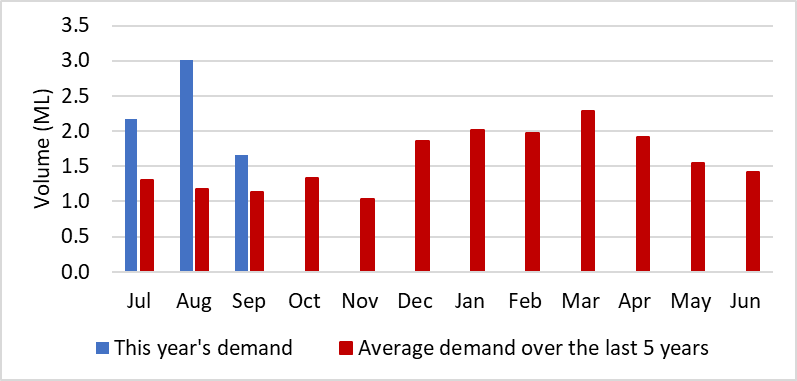 Volume (ML)
3.5
3.0
2.5
2.0
1.5
1.0
0.5
0.0
Jul Aug Sep Oct Nov Dec Jan Feb Mar Apr May Jun
This year's demand Average demand over the last 5 years